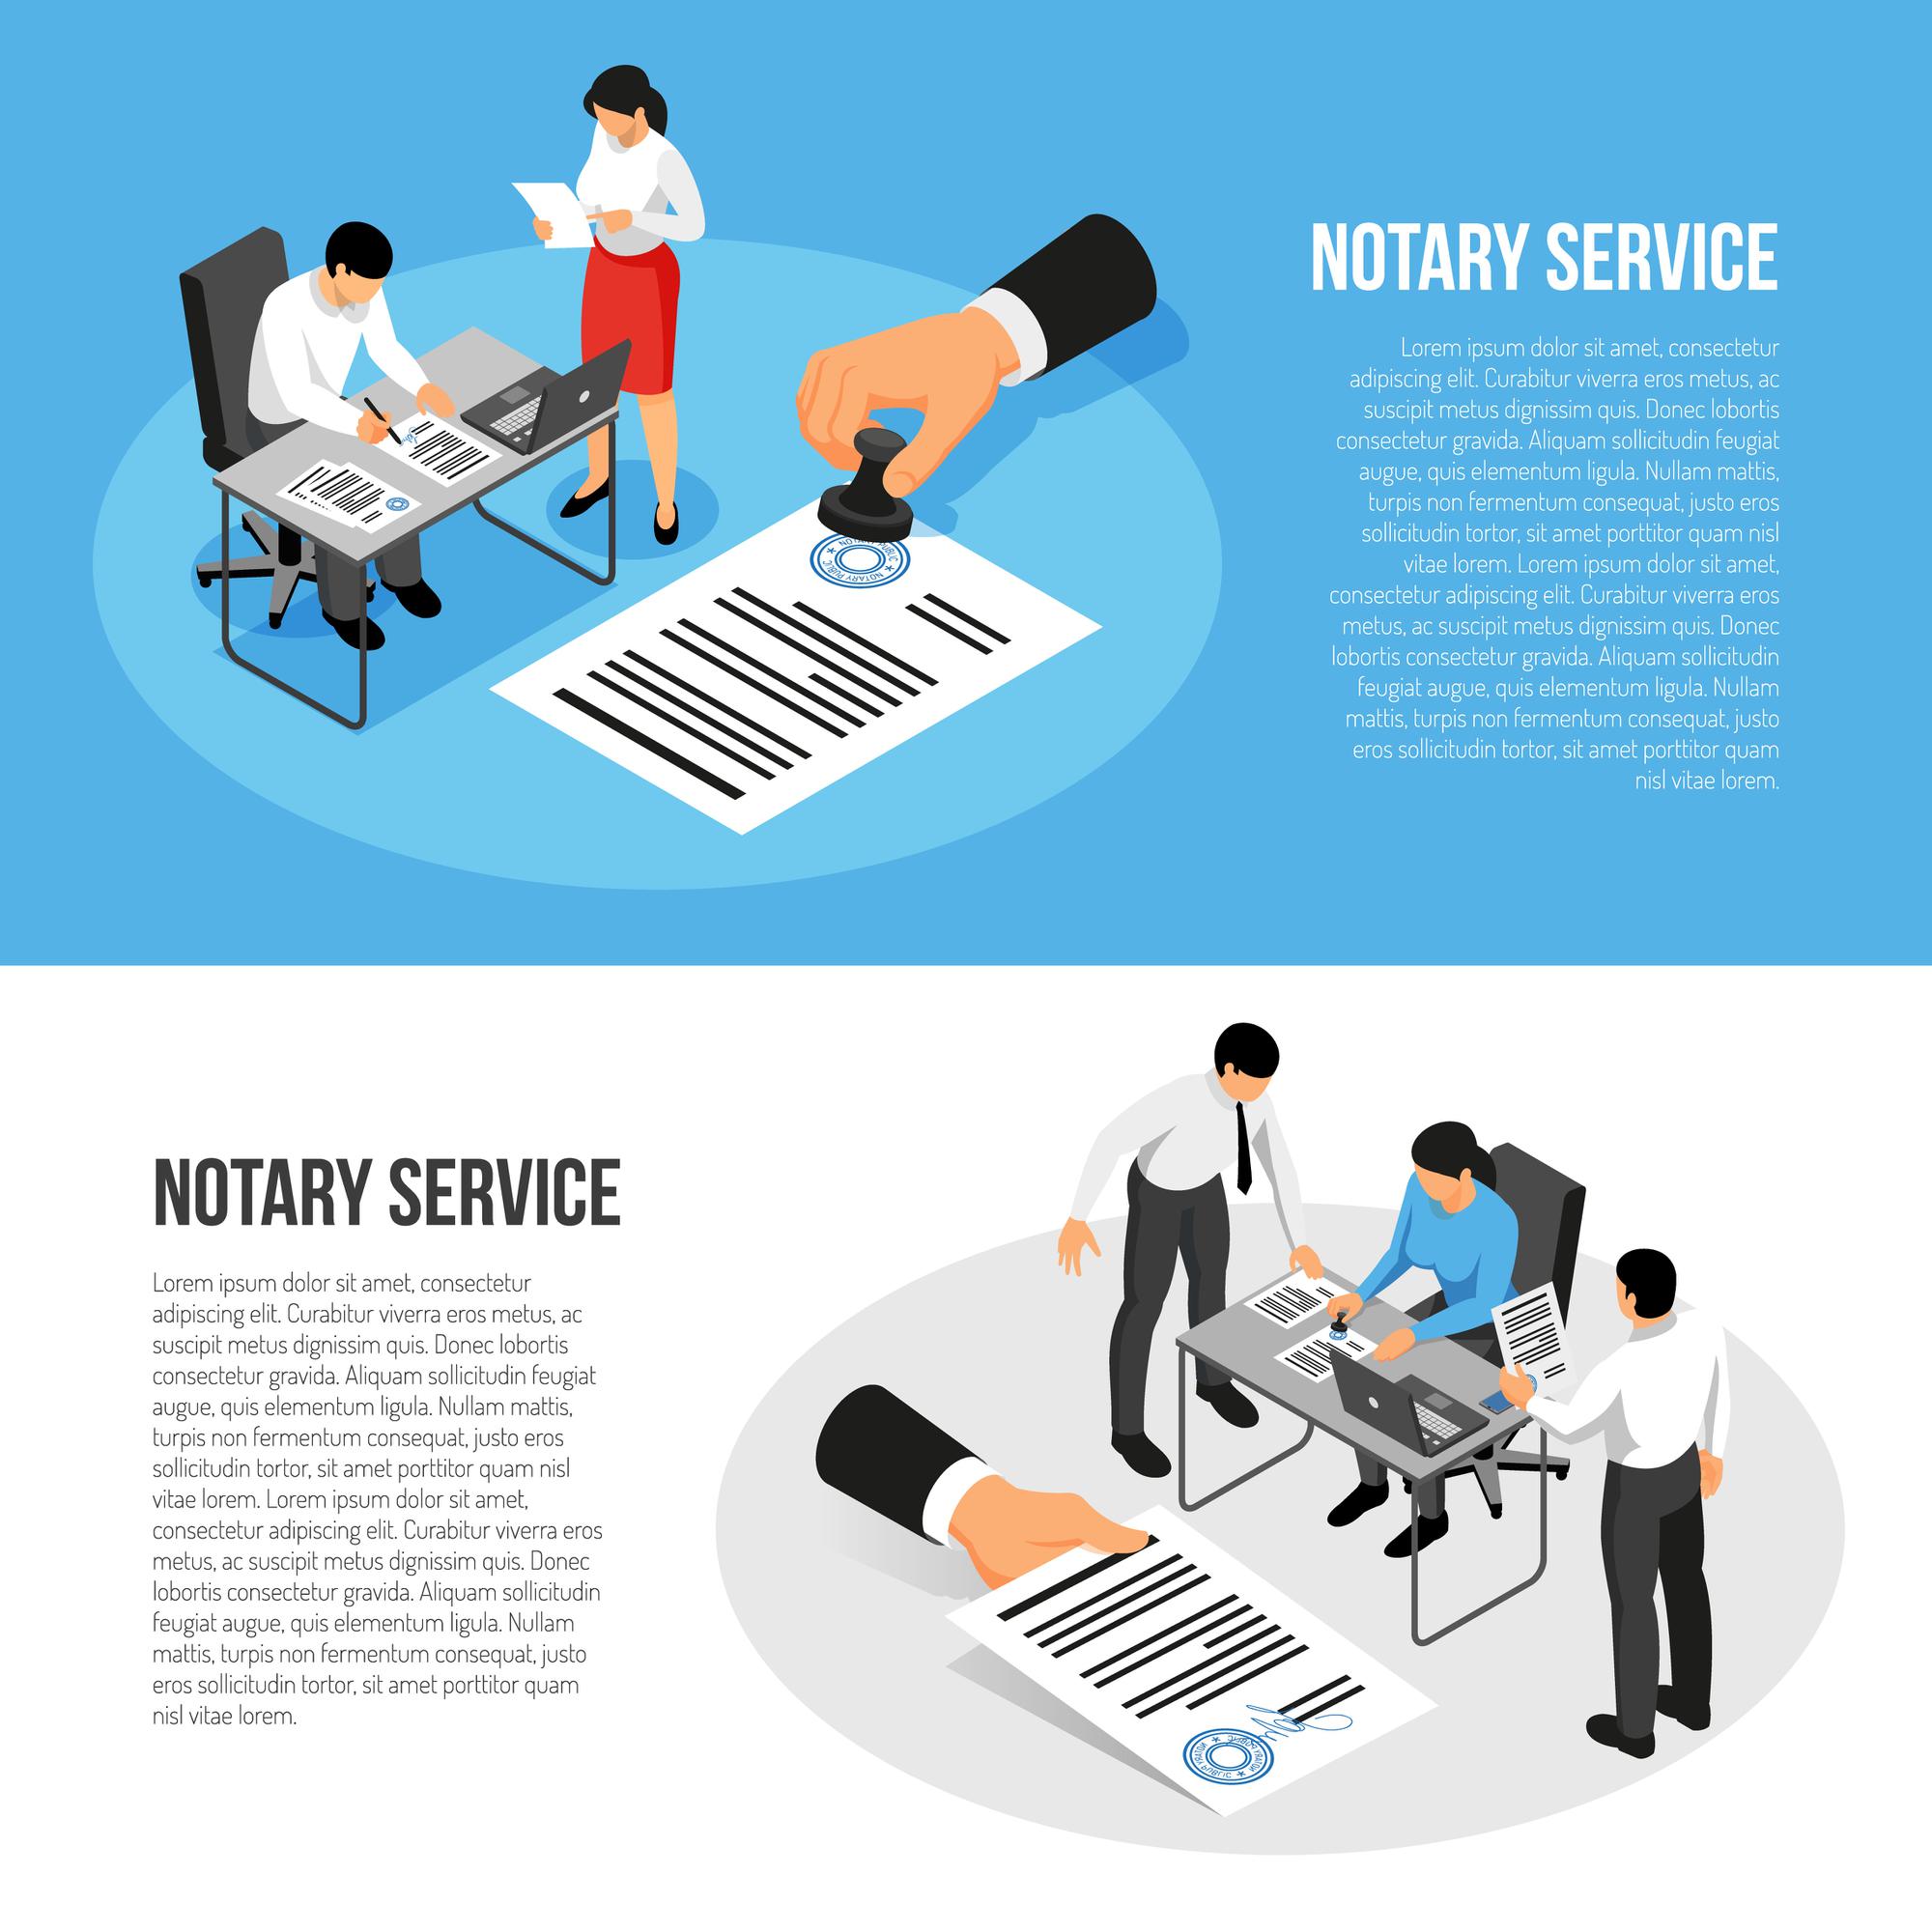 NOTARY SERVICE
Lorem ipsum dolor sit amet, consectetur
adipiscing elit. Curabitur viverra eros metus, ac
suscipit metus dignissim quis. Donec lobortis
consectetur gravida. Aliquam sollicitudin feugiat
augue, quis elementum ligula. Nullam mattis,
turpis non fermentum consequat, justo eros
sollicitudin tortor, sit amet porttitor quam nisl
vitae lorem. Lorem ipsum dolor sit amet,
consectetur adipiscing elit. Curabitur viverra eros
metus, ac suscipit metus dignissim quis. Donec
lobortis consectetur gravida. Aliquam sollicitudin
feugiat augue, quis elementum ligula. Nullam
mattis, turpis non fermentum consequat, justo
eros sollicitudin tortor, sit amet porttitor quam
nisl vitae lorem.
NOTARY PUBLIC
NOTARY PUBLIC
NOTARY SERVICE
Lorem ipsum dolor sit amet, consectetur
adipiscing elit. Curabitur viverra eros metus, ac
suscipit metus dignissim quis. Donec lobortis
consectetur gravida. Aliquam sollicitudin feugiat
augue, quis elementum ligula. Nullam mattis,
turpis non fermentum consequat, justo eros
sollicitudin tortor, sit amet porttitor quam nisl
vitae lorem. Lorem ipsum dolor sit amet,
consectetur adipiscing elit. Curabitur viverra eros
metus, ac suscipit metus dignissim quis. Donec
lobortis consectetur gravida. Aliquam sollicitudin
feugiat augue, quis elementum ligula. Nullam
mattis, turpis non fermentum consequat, justo
eros sollicitudin tortor, sit amet porttitor quam
nisl vitae lorem.
NOTARY PUBLIC
NOTARY PUBLIC